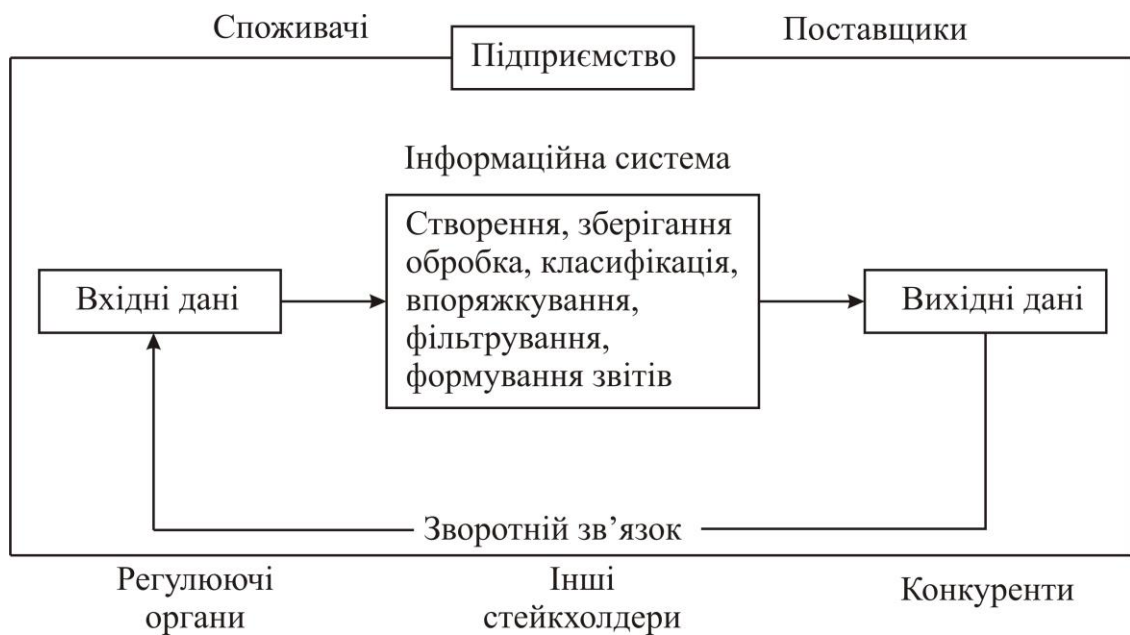 Споживачі
Підприємство
Поставщики
Інформаційна система
Створення, зберігання
обробка, класифікація,
впоряжкування,
фільтрування,
формування звітів
Вхідні дані
Вихідні дані
Зворотній зв’язок
Регулюючі
органи
Інші
стейкхолдери
Конкуренти